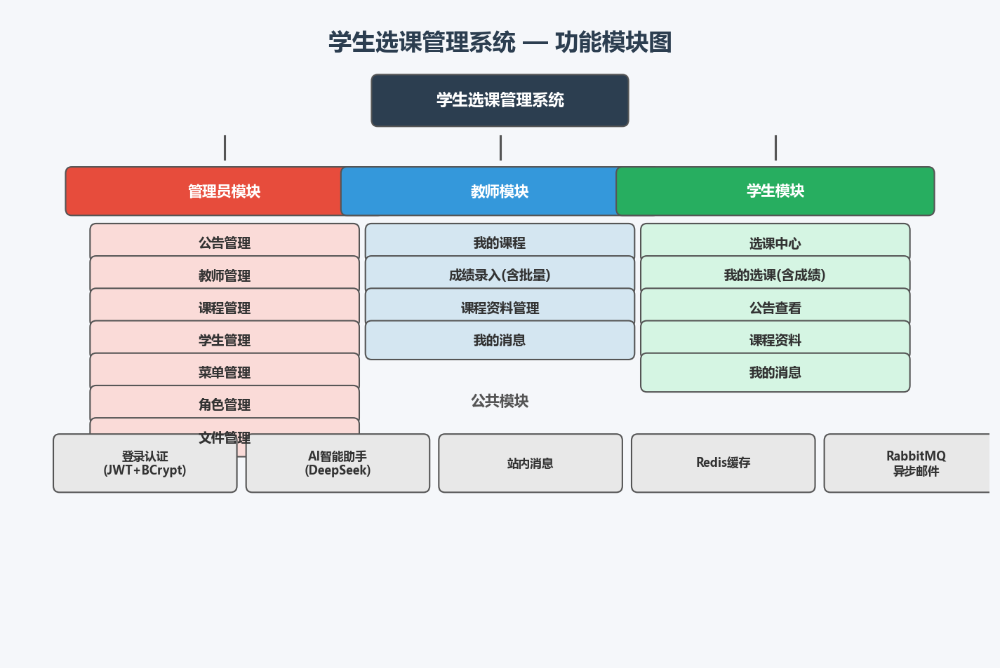 学生选课管理系统 — 功能模块图
学生选课管理系统
管理员模块
教师模块
学生模块
公告管理
教师管理
课程管理
学生管理
菜单管理
角色管理
文件管理
我的课程
成绩录入(含批量)
课程资料管理
我的消息
选课中心
我的选课(含成绩)
公告查看
课程资料
我的消息
公共模块
登录认证
(JWT+BCrypt)
AI智能助手
(DeepSeek)
站内消息
Redis缓存
RabbitMQ
异步邮件